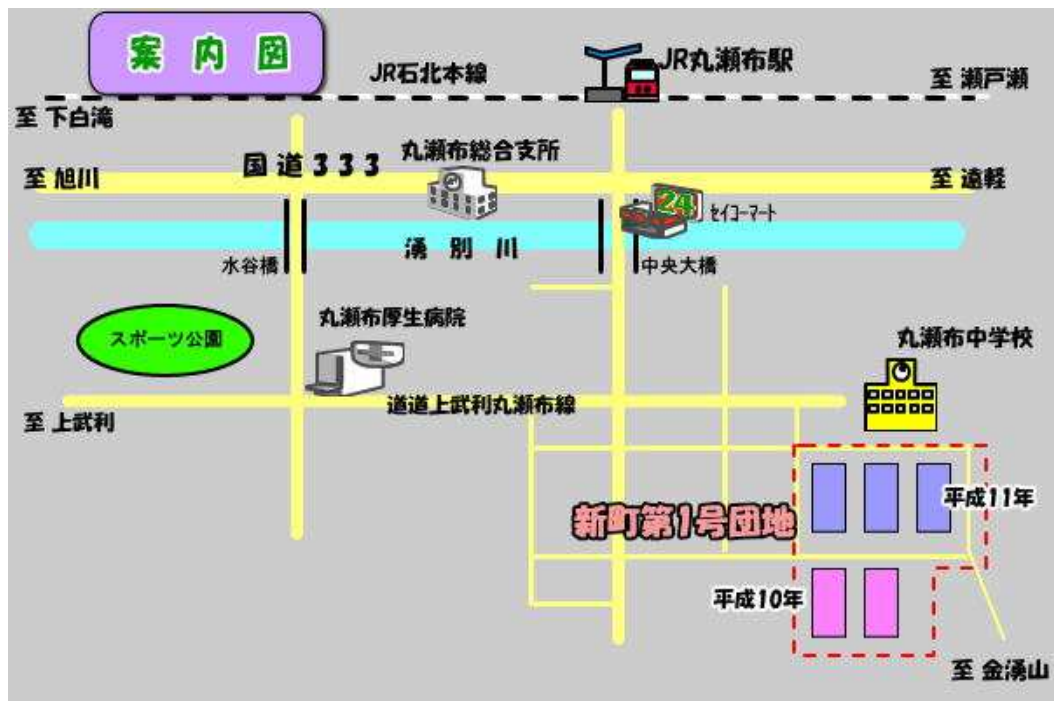 案内図
JR石北本線
JR丸瀬布駅
至 瀬戸瀬
至 下白滝
国道333
丸瀬布総合支所
至 旭川
至 遠軽
24
セイコーマート
湧別川
水谷橋
中央大橋
丸瀬布厚生病院
スポーツ公園
丸瀬布中学校
道道上武利丸瀬布線
至 上武利
平成11年
新町第1号団地
平成10年
至 金湧山